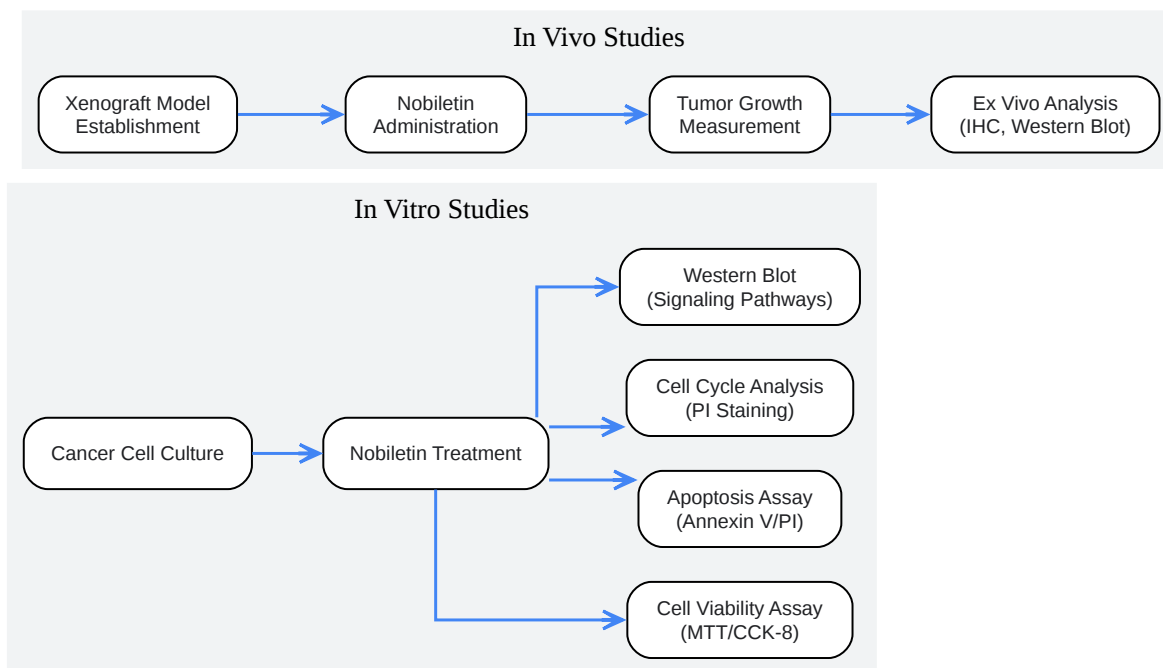 In Vivo Studies
Xenograft Model
Establishment
Nobiletin
Administration
Tumor Growth
Measurement
Ex Vivo Analysis
(IHC, Western Blot)
In Vitro Studies
Western Blot
(Signaling Pathways)
Cell Cycle Analysis
(PI Staining)
Cancer Cell Culture
Nobiletin Treatment
Apoptosis Assay
(Annexin V/PI)
Cell Viability Assay
(MTT/CCK-8)